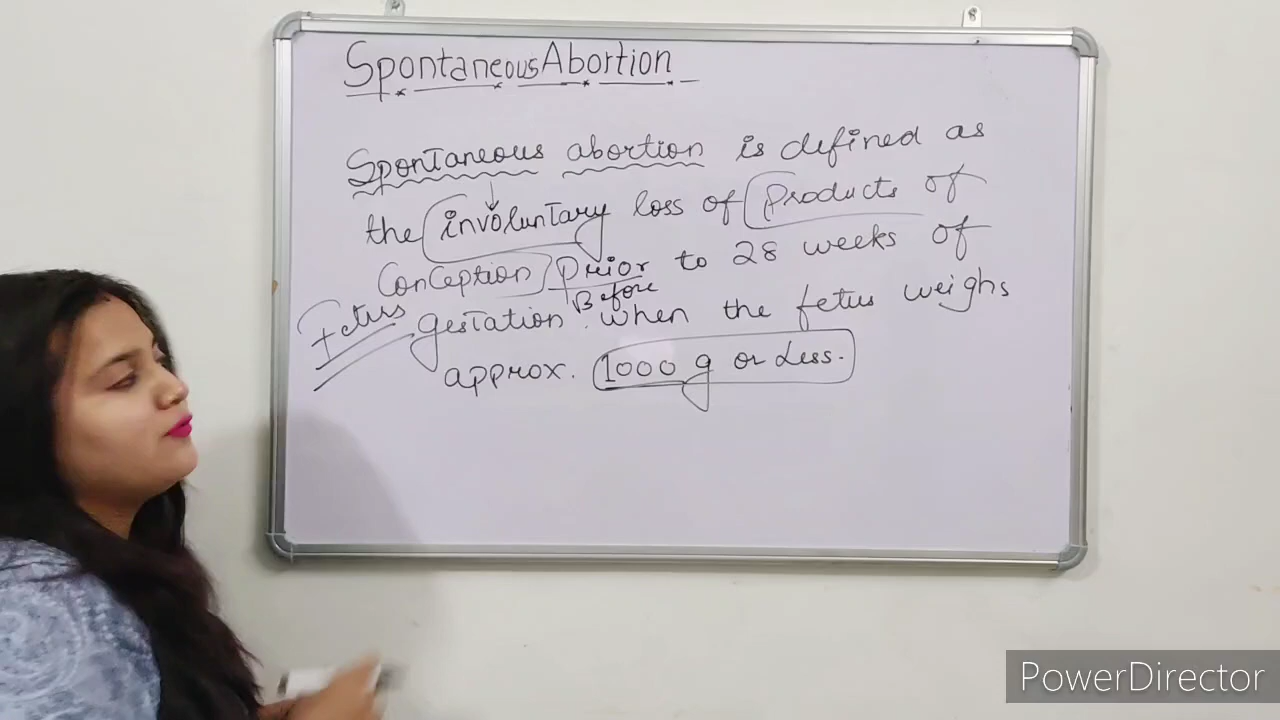 Spontaneous Abortion
Spontaneous abortion is defined as
the involuntary loss of products of
Conception prior to 28 weeks of
Before
Fetus
gestation when the fetus weighs
approx. 1000 g or Less.
PowerDirector